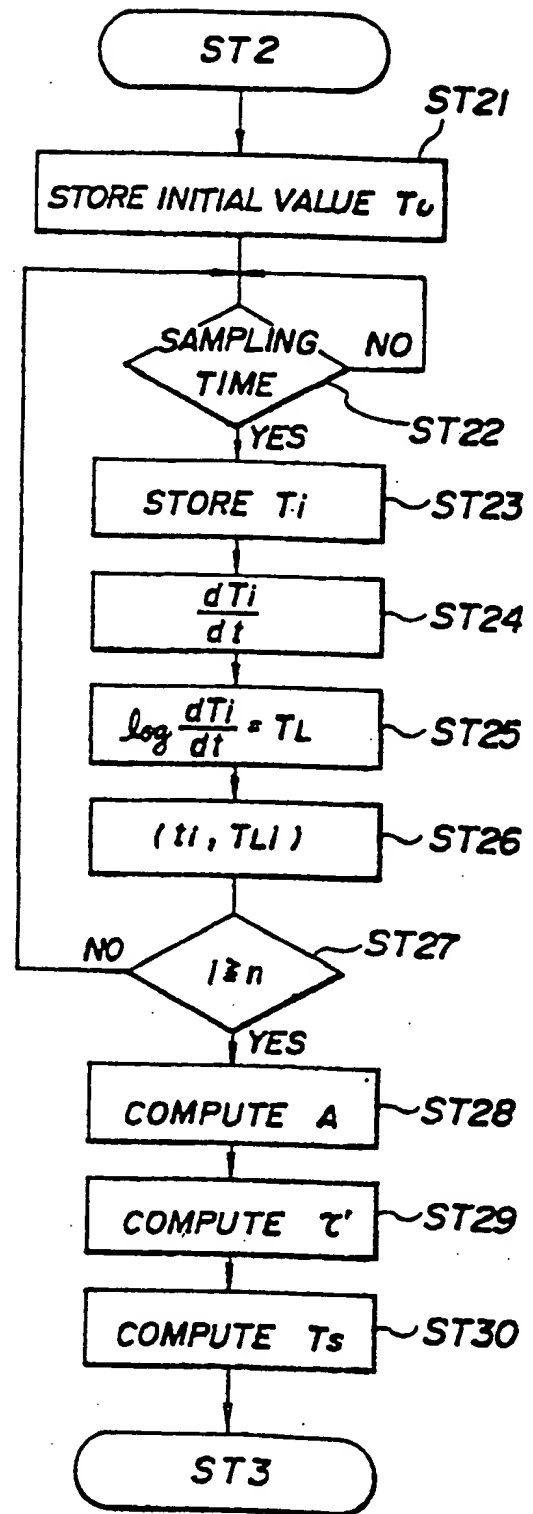 ST2
ST21
STORE INITIAL VALUE To
SAMPLING
TIME
NO
YES
ST22
STORE Ti
ST23
dTi
dt
ST24
log dTi
dt = TL
ST25
(ti, TLi)
ST26
NO
i≧n
ST27
YES
COMPUTE A
ST28
COMPUTE τ'
ST29
COMPUTE Ts
ST30
ST3